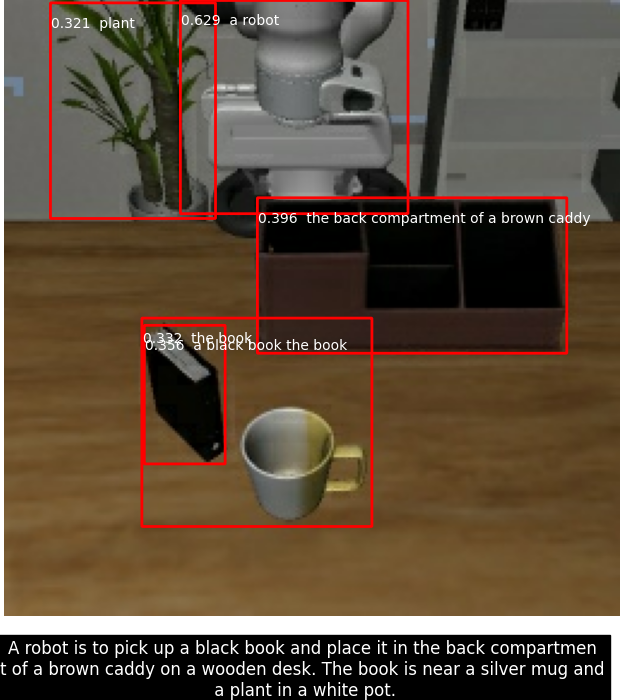 0.321  plant
0.629  a robot
0.396  the back compartment of a brown caddy
0.332  the book
0.356  a black book the book
A robot is to pick up a black book and place it in the back compartmen
t of a brown caddy on a wooden desk. The book is near a silver mug and
a plant in a white pot.